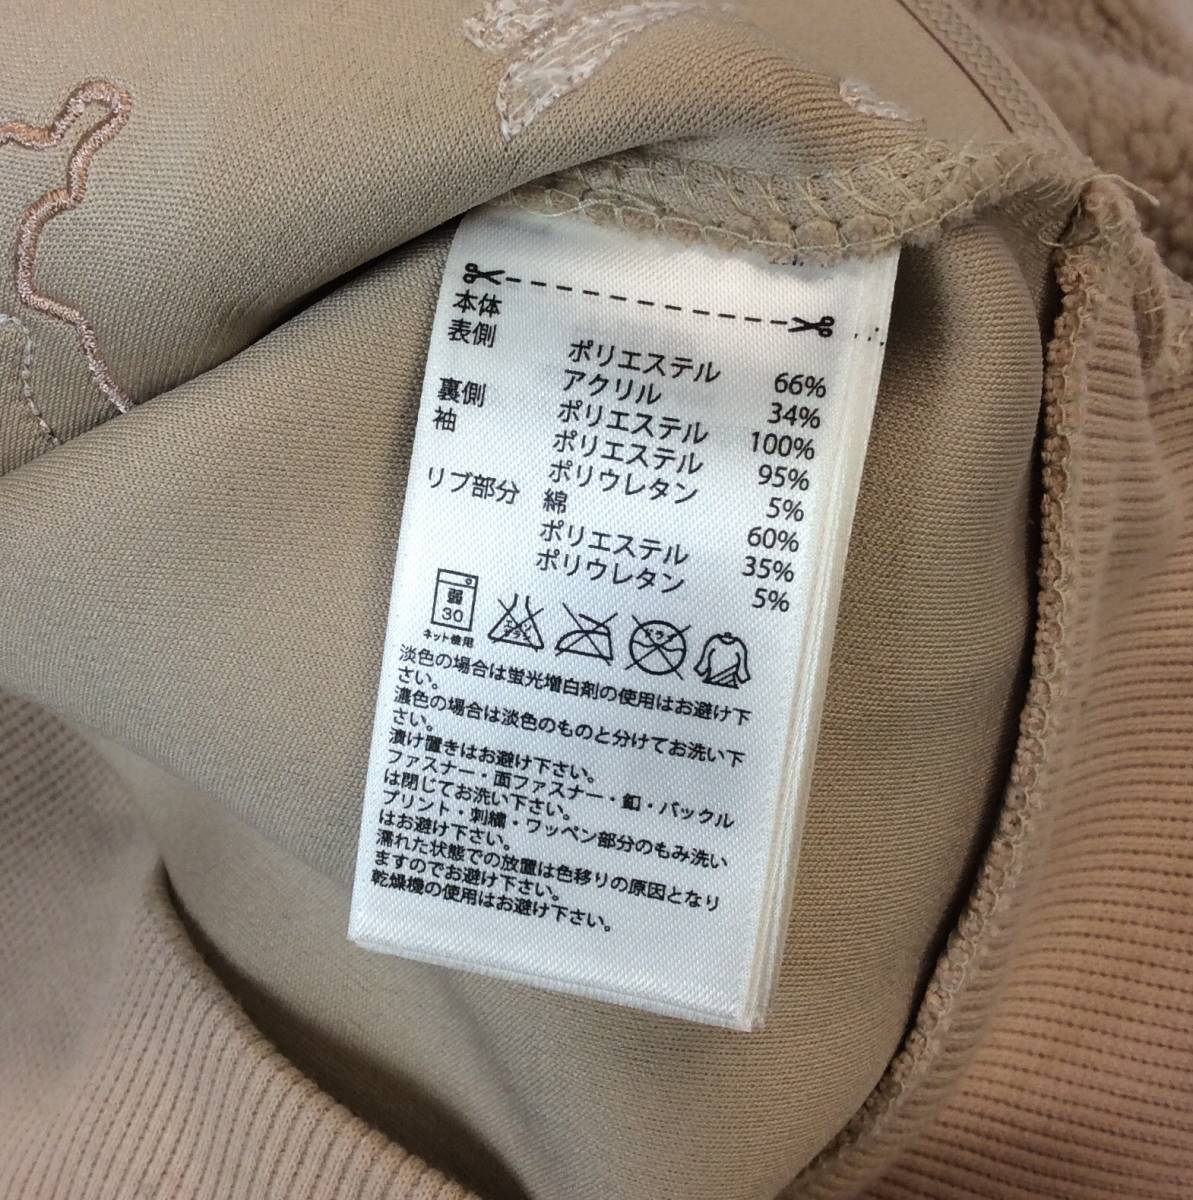 本体
表側 ポリエステル 66%
アクリル 34%
裏側 ポリエステル 100%
袖 ポリエステル 95%
ポリウレタン 5%
リブ部分 綿 60%
ポリエステル 35%
ポリウレタン 5%
弱
30
ネット使用
エンソ
サラシ
ドライ
淡色の場合は蛍光増白剤の使用はお避け下
さい。
濃色の場合は淡色のものと分けてお洗い下
さい。
漬け置きはお避け下さい。
ファスナー・面ファスナー・釦・バックル
は閉じてお洗い下さい。
プリント・刺繍・ワッペン部分のもみ洗い
はお避け下さい。
濡れた状態での放置は色移りの原因となり
ますのでお避け下さい。
乾燥機の使用はお避け下さい。